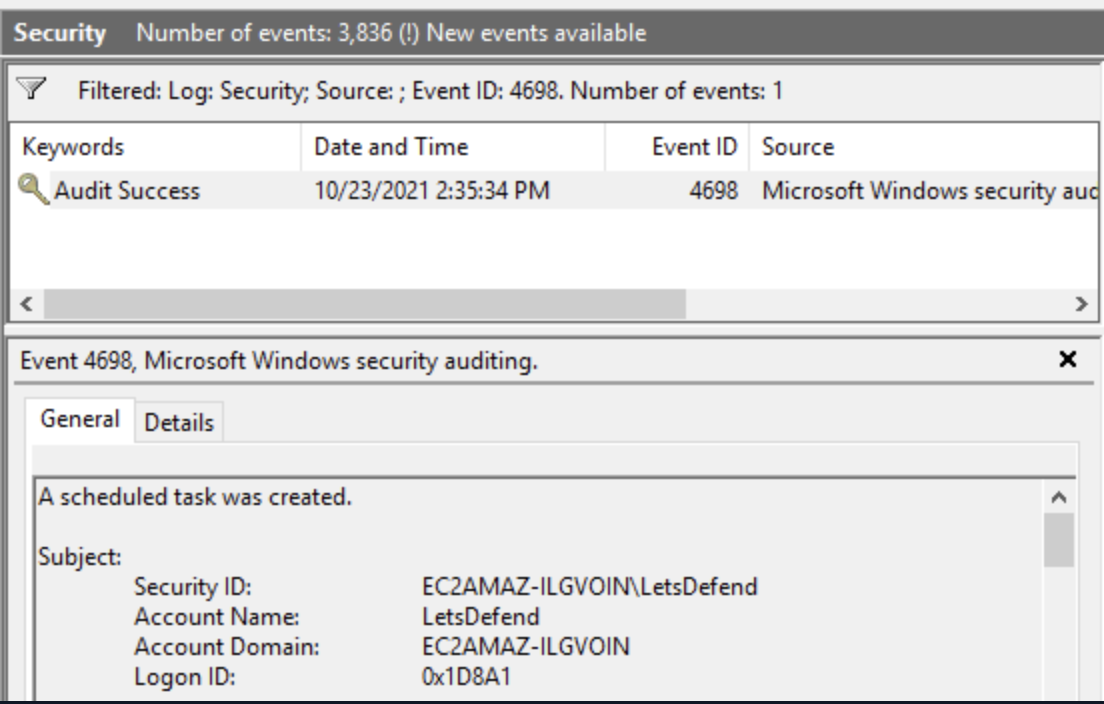 Security Number of events: 3,836 (!) New events available
Filtered: Log: Security; Source: ; Event ID: 4698. Number of events: 1
Keywords Date and Time Event ID Source
Audit Success 10/23/2021 2:35:34 PM 4698 Microsoft Windows security aud
Event 4698, Microsoft Windows security auditing.
General Details
A scheduled task was created.
Subject:
Security ID: EC2AMAZ-ILGVOIN\LetsDefend
Account Name: LetsDefend
Account Domain: EC2AMAZ-ILGVOIN
Logon ID: 0x1D8A1